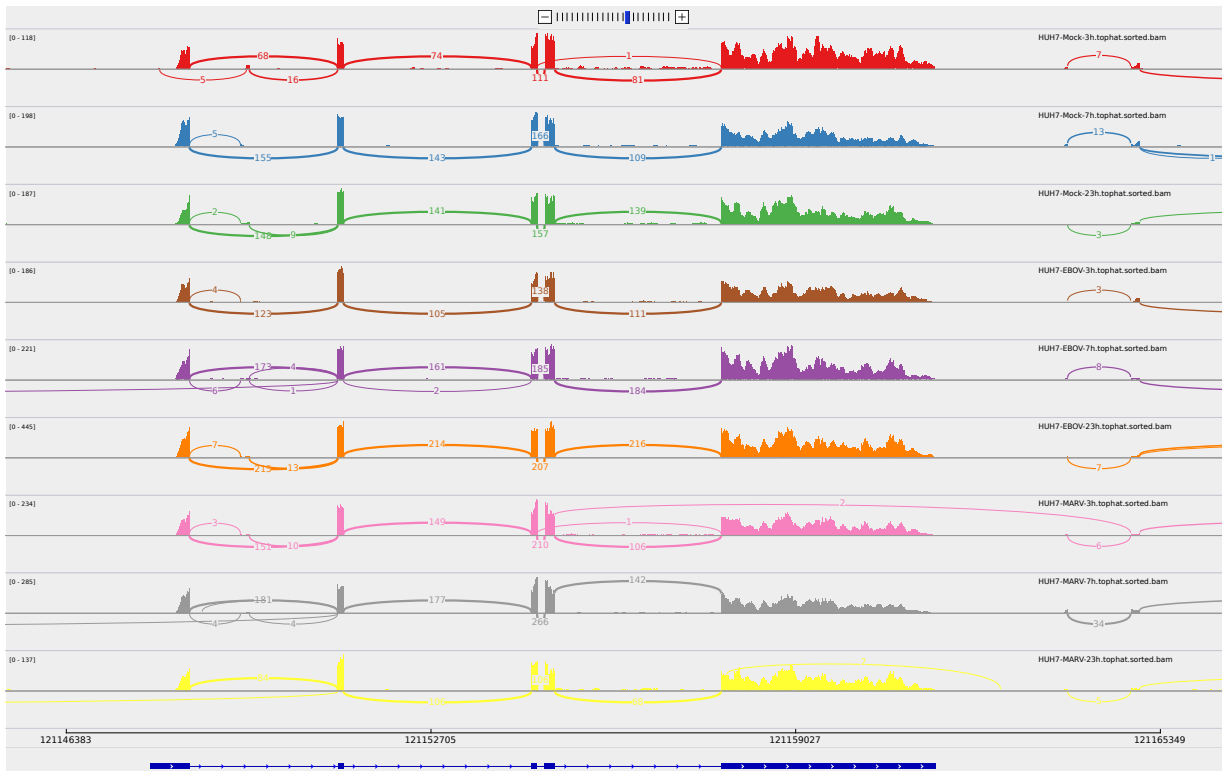 − +
[0 - 118] HUH7-Mock-3h.tophat.sorted.bam
68 74 1 7
5 16 111 81
[0 - 198] HUH7-Mock-7h.tophat.sorted.bam
5 166 13
155 143 109 1
[0 - 187] HUH7-Mock-23h.tophat.sorted.bam
2 141 139
148 9 157 3
[0 - 186] HUH7-EBOV-3h.tophat.sorted.bam
4 138 3
123 105 111
[0 - 221] HUH7-EBOV-7h.tophat.sorted.bam
173 4 161 185 8
6 1 2 184
[0 - 445] HUH7-EBOV-23h.tophat.sorted.bam
7 214 216
215 13 207 7
[0 - 234] HUH7-MARV-3h.tophat.sorted.bam
2
3 149 1
151 10 210 106 6
[0 - 285] HUH7-MARV-7h.tophat.sorted.bam
142
181 177
4 4 266 34
[0 - 137] HUH7-MARV-23h.tophat.sorted.bam
121146383 121152705 121159027 121165349